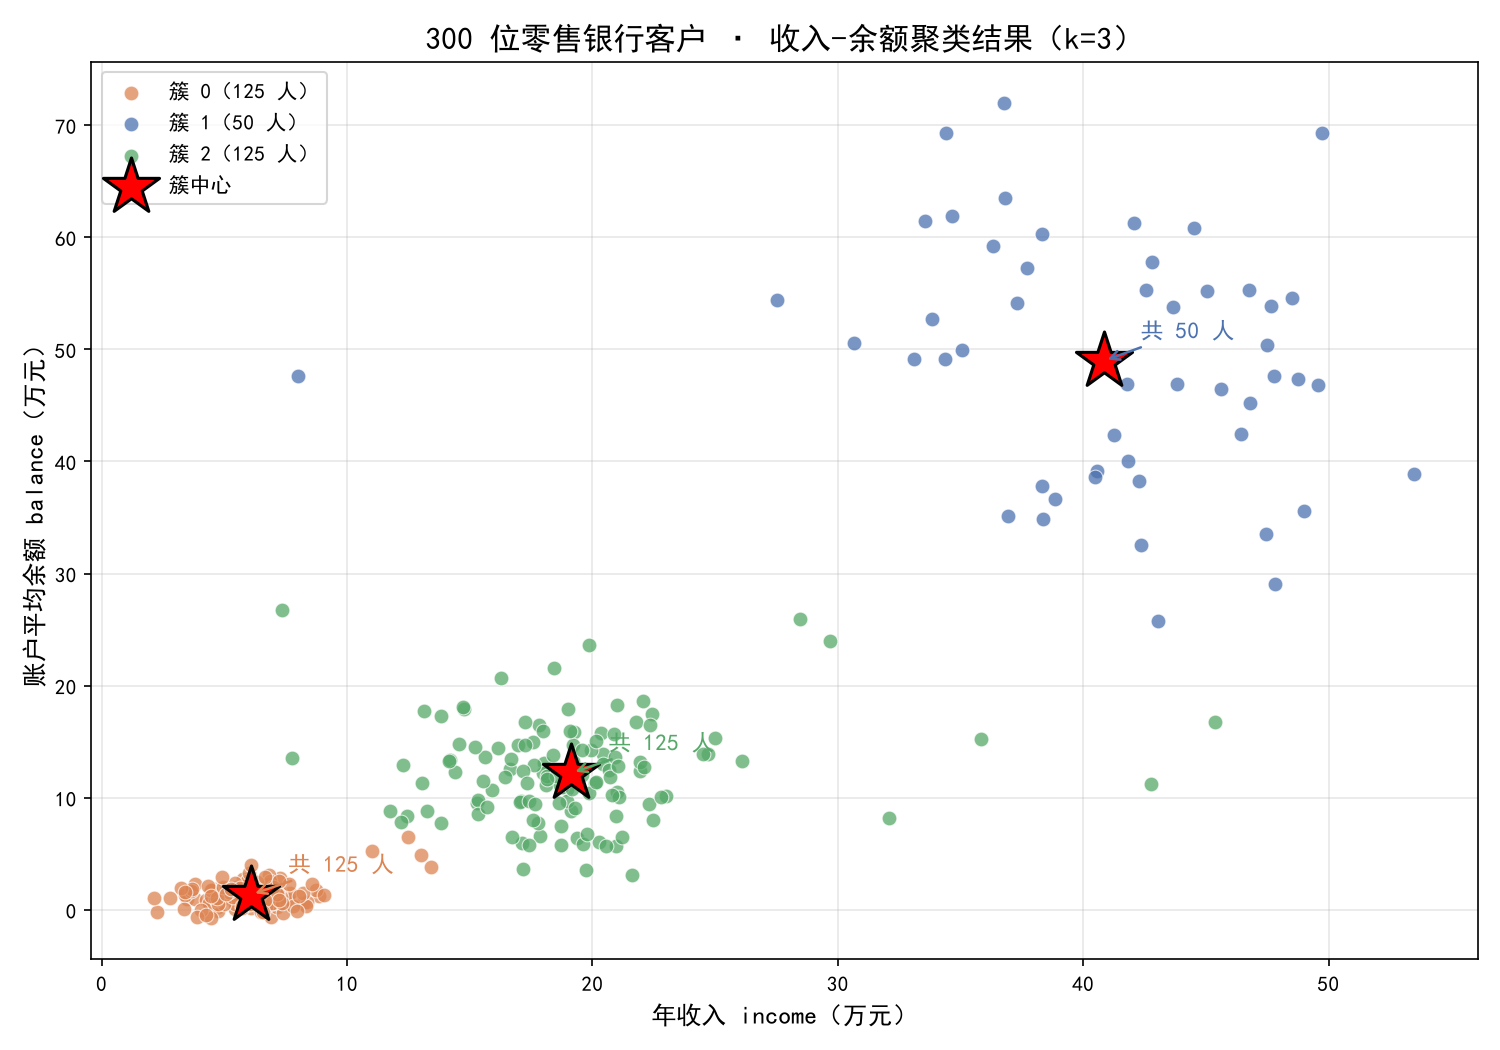 300 位零售银行客户 · 收入-余额聚类结果（k=3）
簇 0（125 人）
簇 1（50 人）
簇 2（125 人）
簇中心
账户平均余额 balance（万元）
70
60
50
40
30
20
10
0
共 50 人
共 125 人
共 125 人
0 10 20 30 40 50
年收入 income（万元）